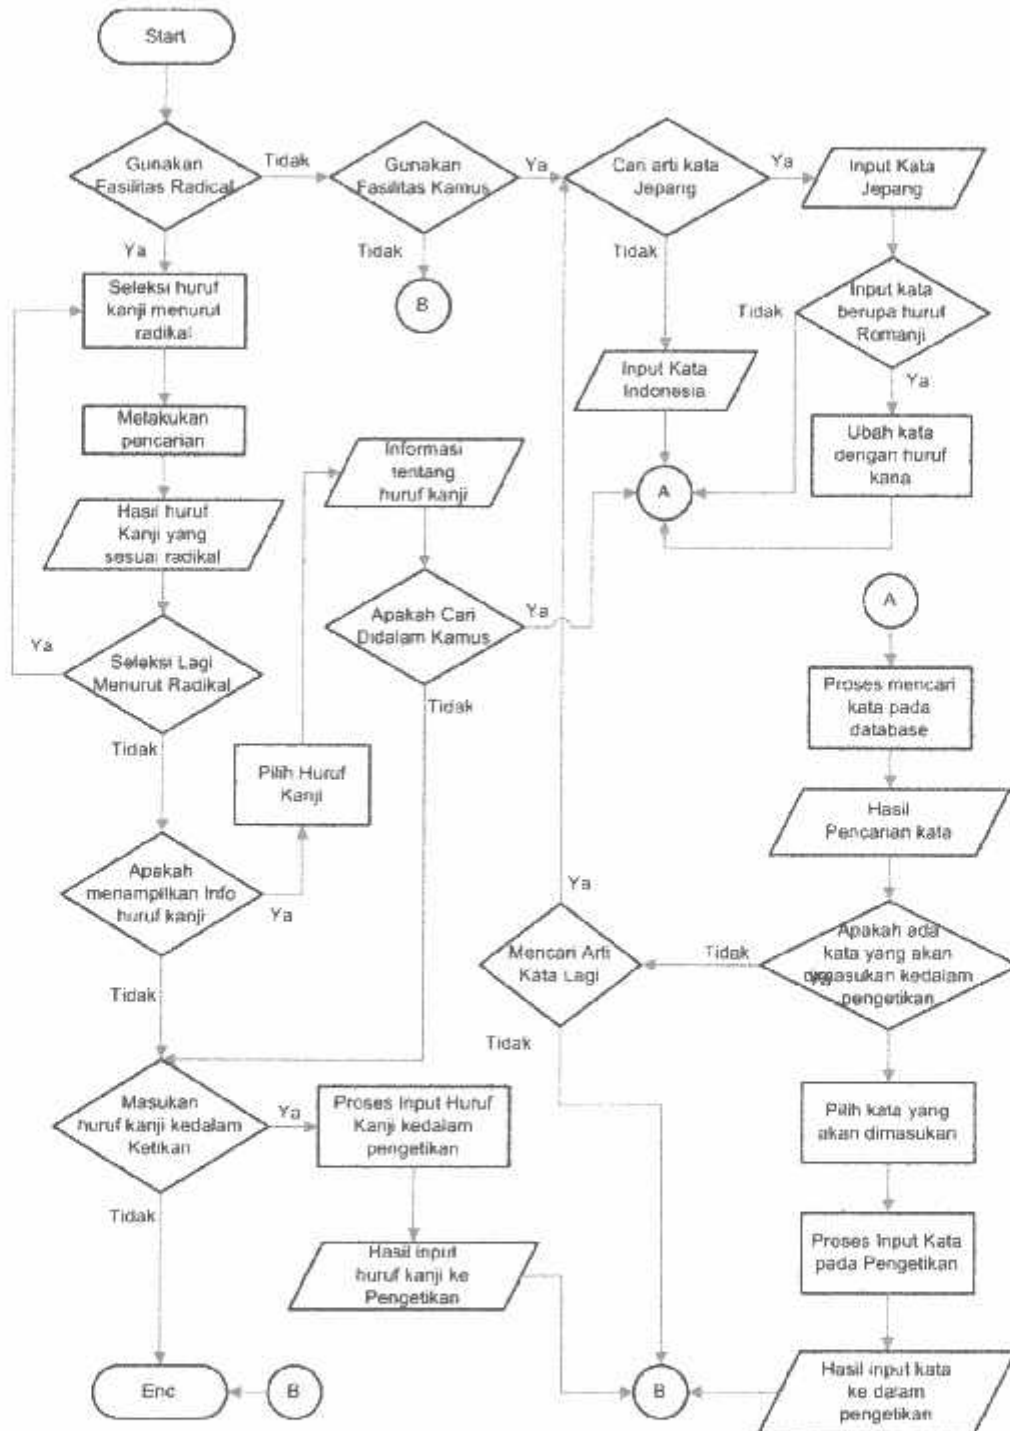 Start
Gunakan
Fasilitas Radical
Tidak
Gunakan
Fasilitas Kamus
Ya
Cari arti kata
Jepang
Ya
Input Kata
Jepang
Ya
Tidak
Tidak
B
Seleksi huruf
kanji menurut
radikal
Tidak
Input kata
berupa huruf
Romanji
Ya
Input Kata
Indonesia
Melakukan
pencarian
Ubah kata
dengan huruf
kana
Informasi
tentang
huruf kanji
A
Hasil huruf
Kanji yang
sesuai radikal
Apakah Cari
Didalam Kamus
Ya
A
Ya
Seleksi Lagi
Menurut Radikal
Tidak
Proses mencari
kata pada
database
Tidak
Pilih Huruf
Kanji
Hasil
Pencarian kata
Apakah
menampilkan Info
huruf kanji
Ya
Ya
Mencari Arti
Kata Lagi
Tidak
Apakah ada
kata yang akan
dimasukan kedalam
pengetikan
Ya
Tidak
Tidak
Masukan
huruf kanji kedalam
Ketikan
Ya
Proses Input Huruf
Kanji kedalam
pengetikan
Pilih kata yang
akan dimasukan
Tidak
Hasil input
huruf kanji ke
Pengetikan
Proses Input Kata
pada Pengetikan
Enc
B
B
Hasil input kata
ke dalam
pengetikan